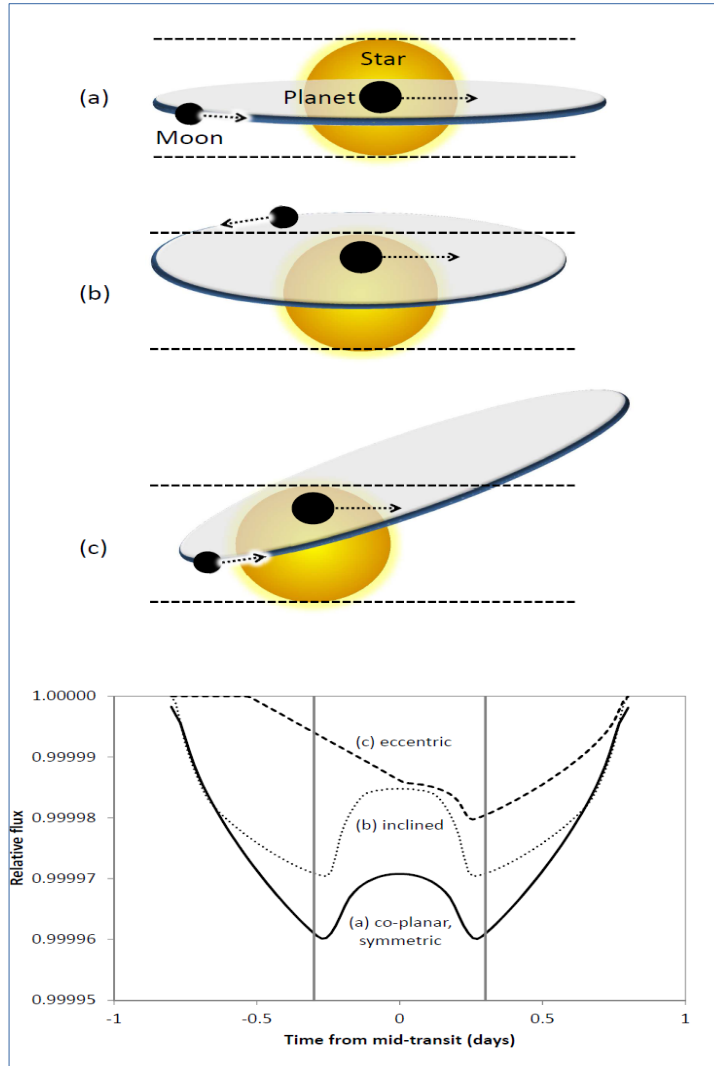 Star
(a)
Planet
Moon
(b)
(c)
1.00000
0.99999
0.99998
0.99997
0.99996
0.99995
Relative flux
(c) eccentric
(b) inclined
(a) co-planar,
symmetric
-1
-0.5
0
0.5
1
Time from mid-transit (days)